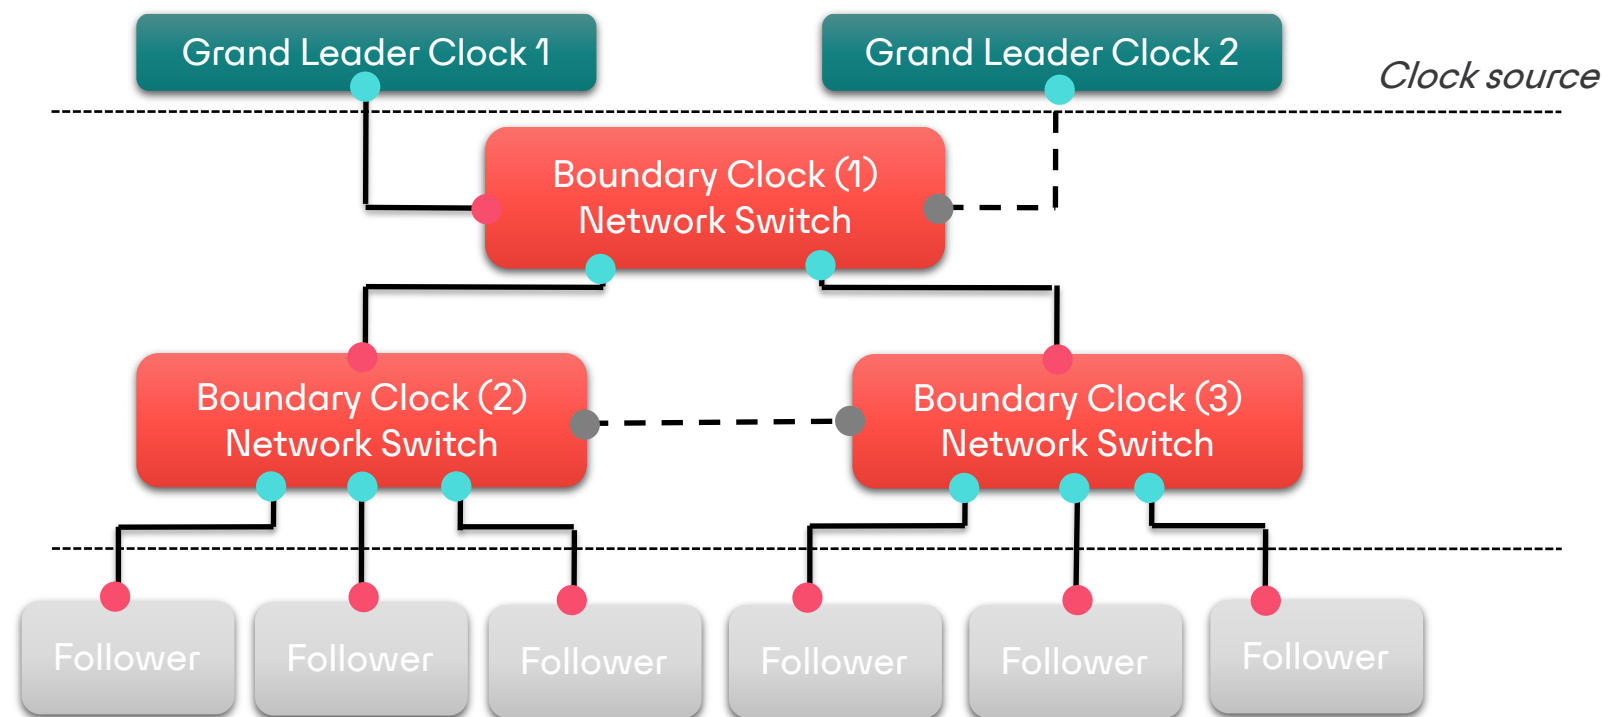 Grand Leader Clock 1
Grand Leader Clock 2
Clock source
Boundary Clock (1)
Network Switch
Boundary Clock (2)
Network Switch
Boundary Clock (3)
Network Switch
Follower
Follower
Follower
Follower
Follower
Follower